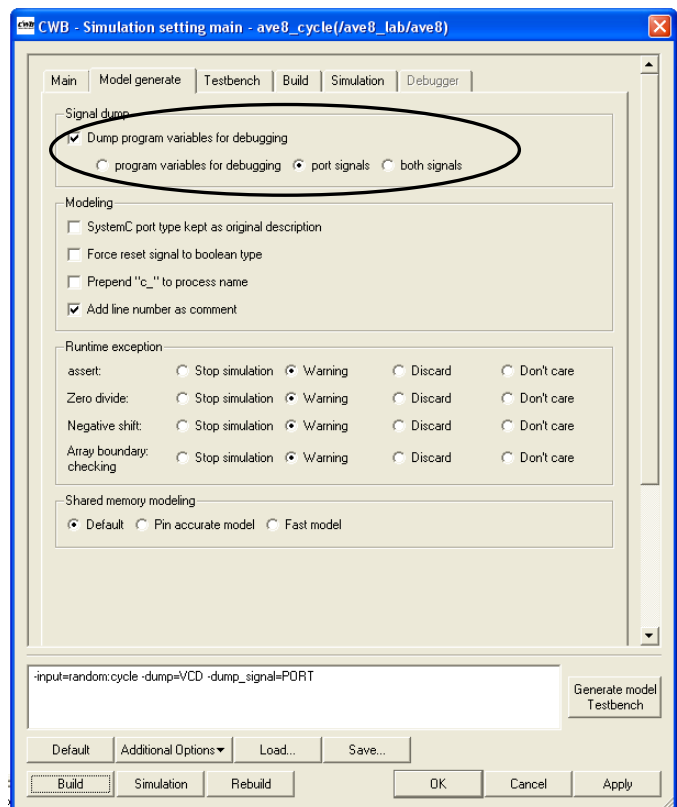 CWB CWB - Simulation setting main - ave8_cycle(/ave8_lab/ave8)
Main Model generate Testbench Build Simulation Debugger
Signal dump
Dump program variables for debugging
program variables for debugging port signals both signals
Modeling
SystemC port type kept as original description
Force reset signal to boolean type
Prepend "c_" to process name
Add line number as comment
Runtime exception
assert: Stop simulation Warning Discard Don't care
Zero divide: Stop simulation Warning Discard Don't care
Negative shift: Stop simulation Warning Discard Don't care
Array boundary: checking Stop simulation Warning Discard Don't care
Shared memory modeling
Default Pin accurate model Fast model
-input=random:cycle -dump=VCD -dump_signal=PORT
Generate model
Testbench
Default Additional Options Load... Save...
Build Simulation Rebuild OK Cancel Apply